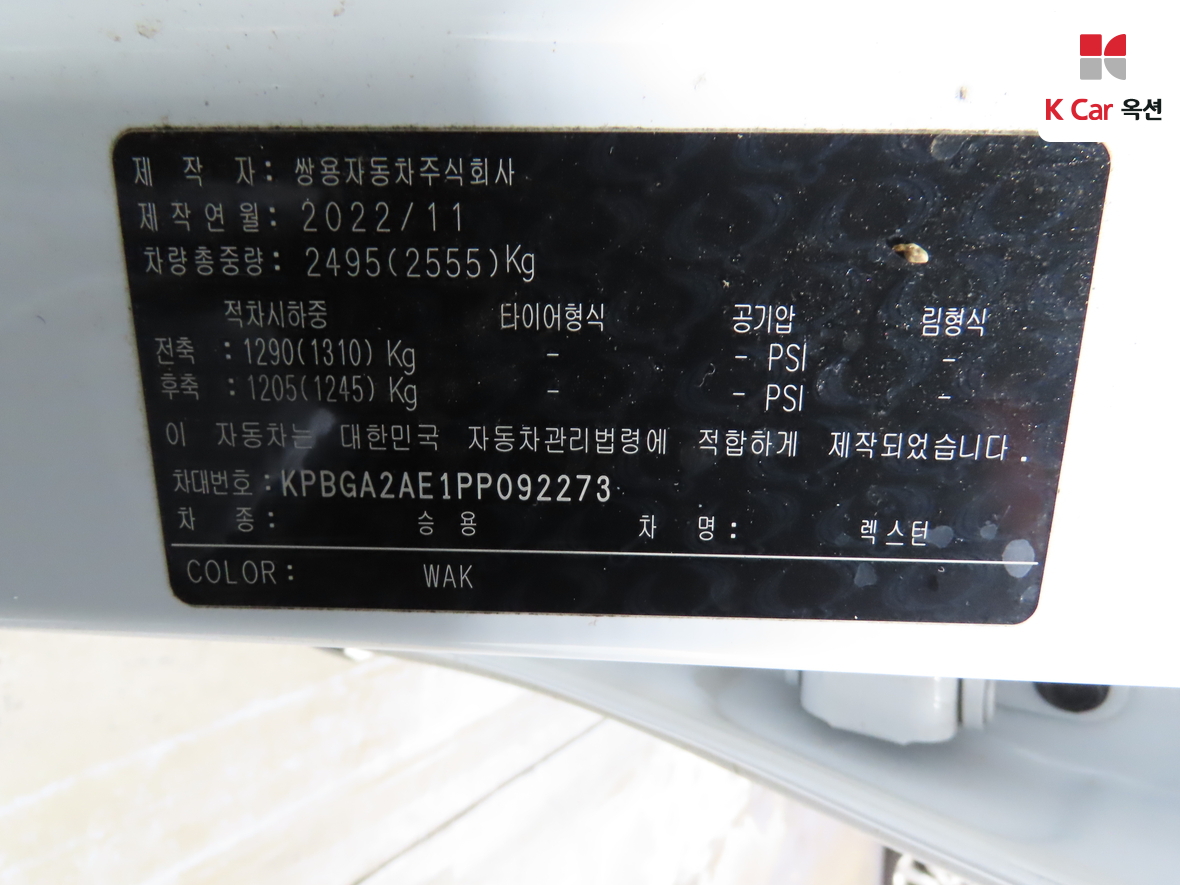 K Car 옥션
제 작 자: 쌍용자동차주식회사
제작연월: 2022/11
차량총중량: 2495(2555)Kg
적차시하중 타이어형식 공기압 림형식
전축 :1290(1310) Kg - - PSI -
후축 :1205(1245) Kg - - PSI -
이 자동차는 대한민국 자동차관리법령에 적합하게 제작되었습니다.
차대번호:KPBGA2AE1PP092273
차 종: 승 용 차 명: 렉스턴
COLOR: WAK